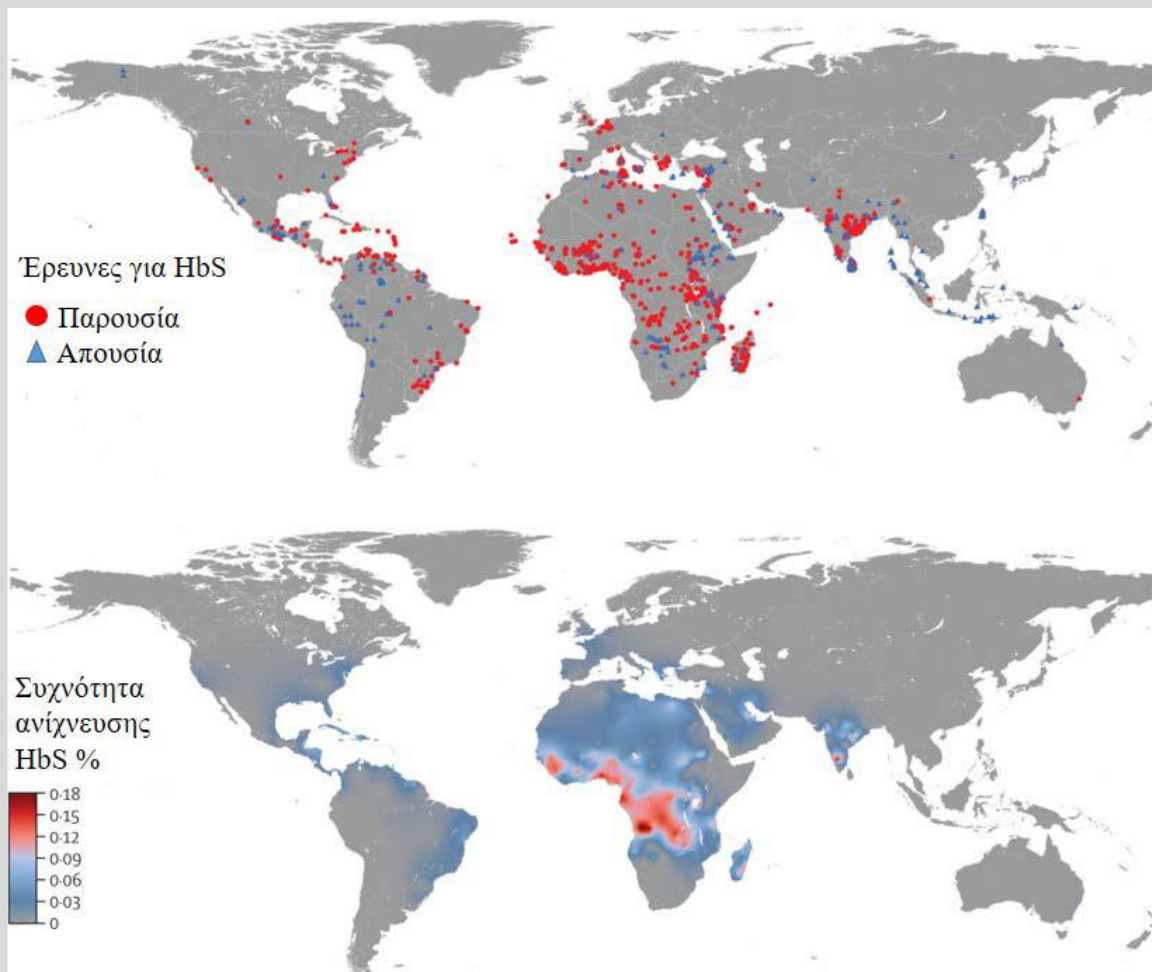 Έρευνες για HbS
Παρουσία
Απουσία
Συχνότητα
ανίχνευσης
HbS %
0·18
0·15
0·12
0·09
0·06
0·03
0